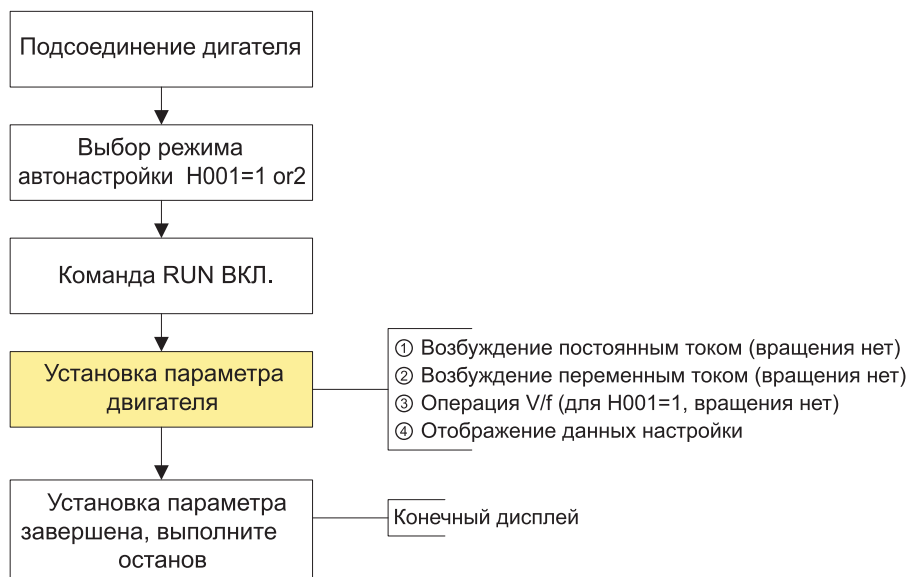 Подсоединение дигателя
Выбор режима
автонастройки H001=1 or2
Команда RUN ВКЛ.
Установка параметра
двигателя
① Возбуждение постоянным током (вращения нет)
② Возбуждение переменным током (вращения нет)
③ Операция V/f (для H001=1, вращения нет)
④ Отображение данных настройки
Установка параметра
завершена, выполните
останов
Конечный дисплей